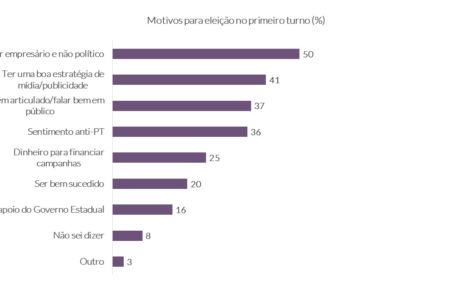 Motivos para eleição no primeiro turno (%)
r empresário e não político
50
Ter uma boa estratégia de
mídia/publicidade
41
m articulado/falar bem em
público
37
Sentimento anti-PT
36
Dinheiro para financiar
campanhas
25
Ser bem sucedido
20
apoio do Governo Estadual
16
Não sei dizer
8
Outro
3